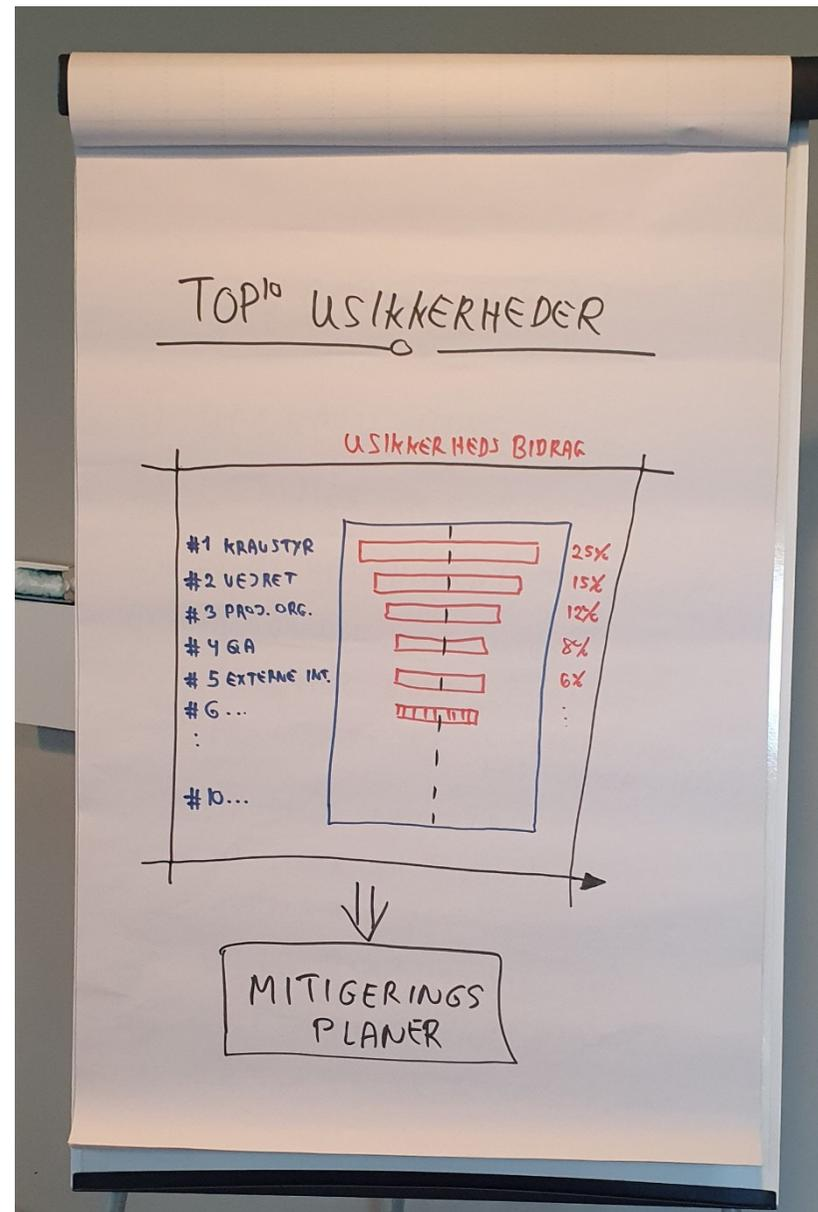 TOP10 USIKKERHEDER
USIKKERHEDS BIDRAG
#1 KRAVSTYR 25%
#2 VEJRET 15%
#3 PROJ. ORG. 12%
#4 QA 8%
#5 EXTERNE INT. 6%
#6... ...
:
#10...
MITIGERINGS
PLANER